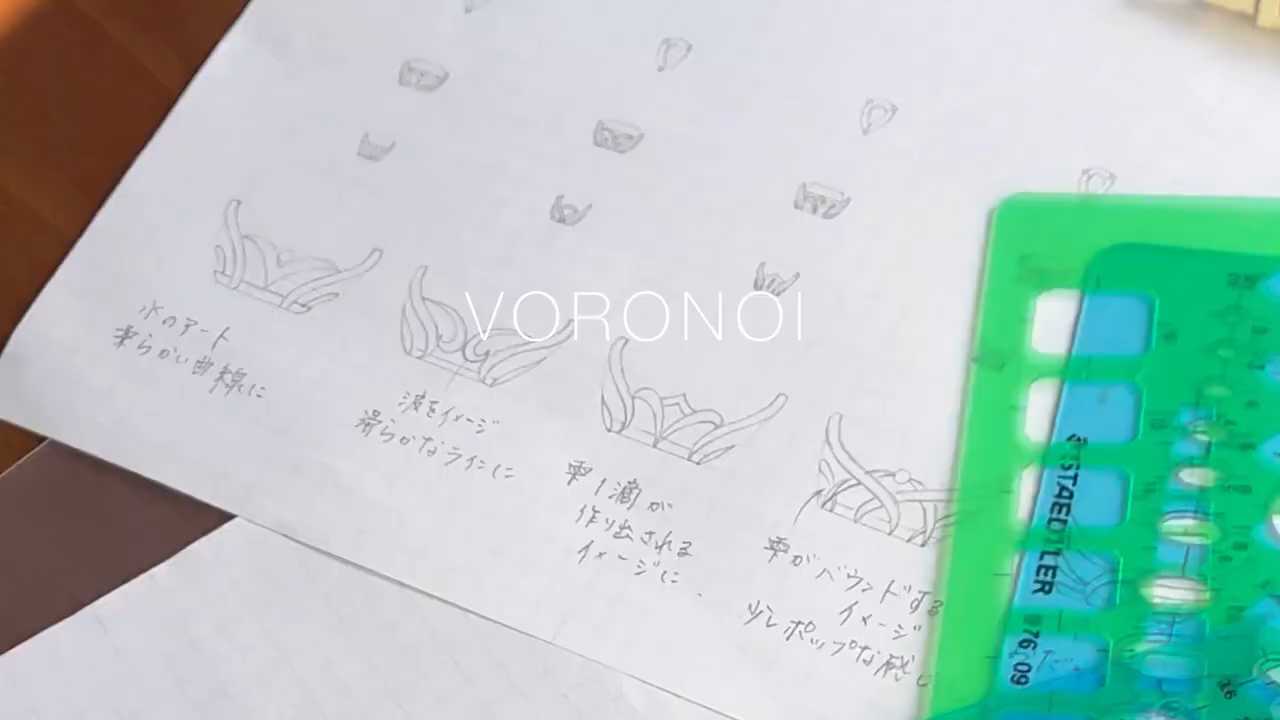 VORONOI
水のアート
柔らかい曲線に
波をイメージ
滑らかなラインに
雫1滴が
作り出される
イメージに
雫がバウンドする
イメージ
少しポップな感じ
STAEDTLER
976 09